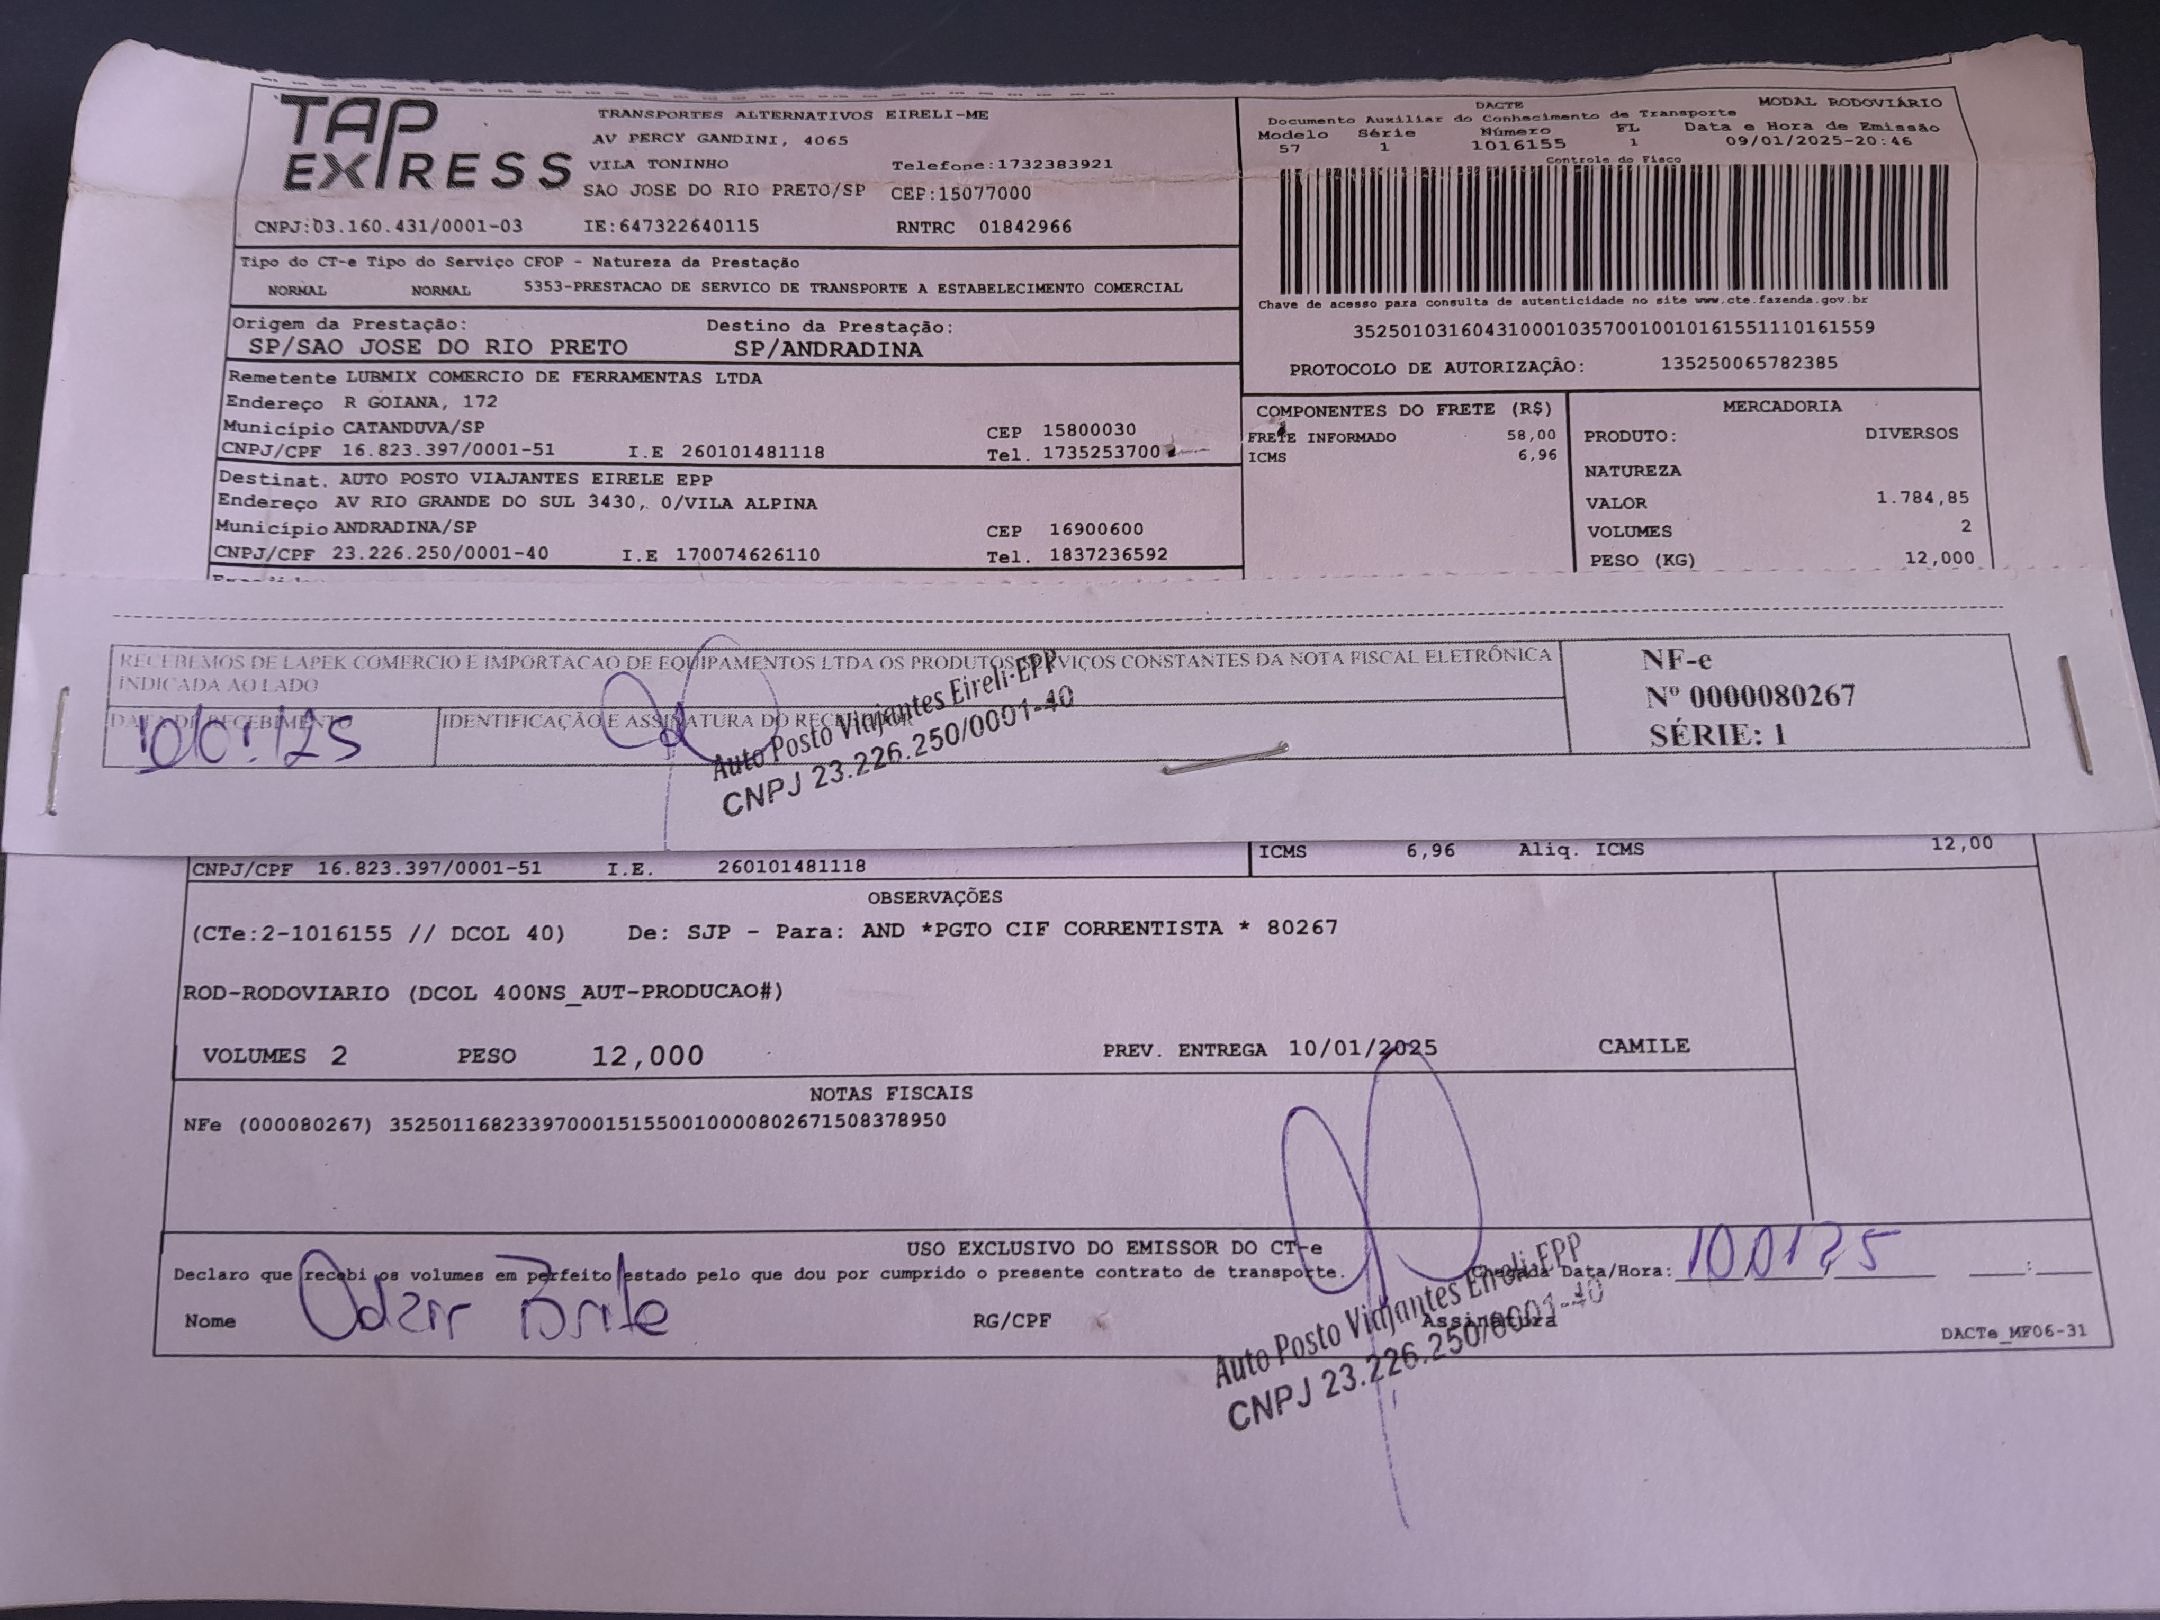 TAP EXPRESS
TRANSPORTES ALTERNATIVOS EIRELI-ME
AV PERCY GANDINI, 4065
VILA TONINHO Telefone:1732383921
SAO JOSE DO RIO PRETO/SP CEP:15077000
CNPJ:03.160.431/0001-03 IE:647322640115 RNTRC 01842966
DACTE MODAL RODOVIÁRIO
Documento Auxiliar do Conhecimento de Transporte
Modelo Série Número FL Data e Hora de Emissão
57 1 1016155 1 09/01/2025-20:46
Controle do Fisco
Chave de acesso para consulta de autenticidade no site www.cte.fazenda.gov.br
35250103160431000103570010010161551110161559
PROTOCOLO DE AUTORIZAÇÃO: 135250065782385
Tipo do CT-e Tipo do Serviço CFOP - Natureza da Prestação
NORMAL NORMAL 5353-PRESTACAO DE SERVICO DE TRANSPORTE A ESTABELECIMENTO COMERCIAL
Origem da Prestação: Destino da Prestação:
SP/SAO JOSE DO RIO PRETO SP/ANDRADINA
Remetente LUBMIX COMERCIO DE FERRAMENTAS LTDA
Endereço R GOIANA, 172
Município CATANDUVA/SP CEP 15800030
CNPJ/CPF 16.823.397/0001-51 I.E 260101481118 Tel. 1735253700
Destinat. AUTO POSTO VIAJANTES EIRELE EPP
Endereço AV RIO GRANDE DO SUL 3430, 0/VILA ALPINA
Município ANDRADINA/SP CEP 16900600
CNPJ/CPF 23.226.250/0001-40 I.E 170074626110 Tel. 1837236592
COMPONENTES DO FRETE (R$)
FRETE INFORMADO 58,00
ICMS 6,96
MERCADORIA
PRODUTO: DIVERSOS
NATUREZA
VALOR 1.784,85
VOLUMES 2
PESO (KG) 12,000
RECEBEMOS DE LAPEK COMERCIO E IMPORTACAO DE EQUIPAMENTOS LTDA OS PRODUTOS SERVIÇOS CONSTANTES DA NOTA FISCAL ELETRÔNICA
INDICADA AO LADO
DATA DE RECEBIMENTO IDENTIFICAÇÃO E ASSINATURA DO RECEBEDOR
10/01/25
Auto Posto Viajantes Eireli-EPP
CNPJ 23.226.250/0001-40
NF-e
Nº 0000080267
SÉRIE: 1
CNPJ/CPF 16.823.397/0001-51 I.E. 260101481118
ICMS 6,96 Aliq. ICMS 12,00
OBSERVAÇÕES
(CTe:2-1016155 // DCOL 40) De: SJP - Para: AND *PGTO CIF CORRENTISTA * 80267
ROD-RODOVIARIO (DCOL 400NS_AUT-PRODUCAO#)
VOLUMES 2 PESO 12,000 PREV. ENTREGA 10/01/2025 CAMILE
NOTAS FISCAIS
NFe (000080267) 35250116823397000151550010000802671508378950
USO EXCLUSIVO DO EMISSOR DO CT-e
Declaro que recebi os volumes em perfeito estado pelo que dou por cumprido o presente contrato de transporte. Chegada Data/Hora: 10 01 25 :
Nome Odair Brite RG/CPF Assinatura
Auto Posto Viajantes Eireli-EPP
CNPJ 23.226.250/0001-40
DACTe_MF06-31